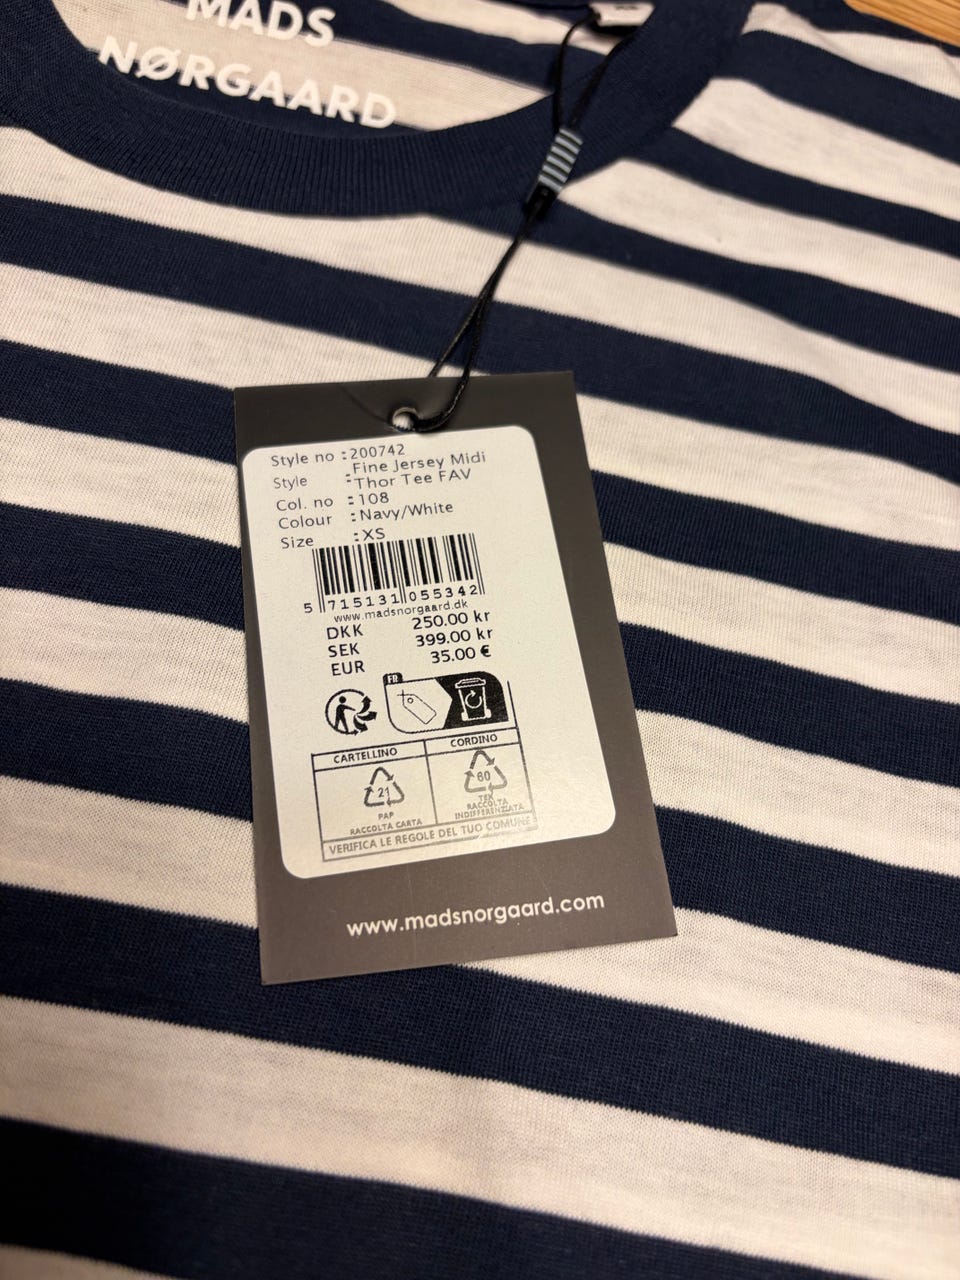 MADS
NØRGAARD
Style no : 200742
Style : Fine Jersey Midi
Thor Tee FAV
Col. no : 108
Colour : Navy/White
Size : XS
5 715131 055342
www.madsnorgaard.dk
DKK 250.00 kr
SEK 399.00 kr
EUR 35.00 €
FR
CARTELLINO CORDINO
21 60
PAP TEX
RACCOLTA CARTA RACCOLTA
INDIFFERENZIATA
VERIFICA LE REGOLE DEL TUO COMUNE
www.madsnorgaard.com